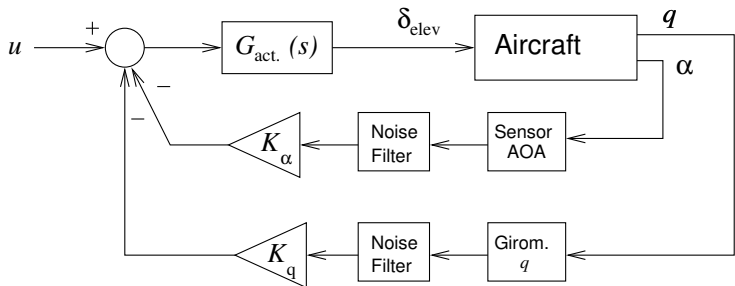 u
+
−
−
G_act. (s)
δ_elev
Aircraft
q
α
K_α
Noise
Filter
Sensor
AOA
K_q
Noise
Filter
Girom.
q